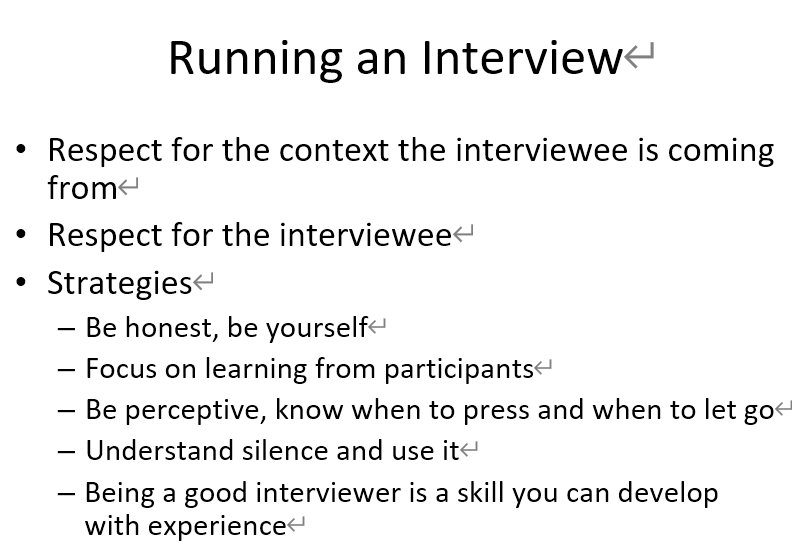 Running an Interview↵
• Respect for the context the interviewee is coming
from↵
• Respect for the interviewee↵
• Strategies↵
– Be honest, be yourself↵
– Focus on learning from participants↵
– Be perceptive, know when to press and when to let go↵
– Understand silence and use it↵
– Being a good interviewer is a skill you can develop
with experience↵